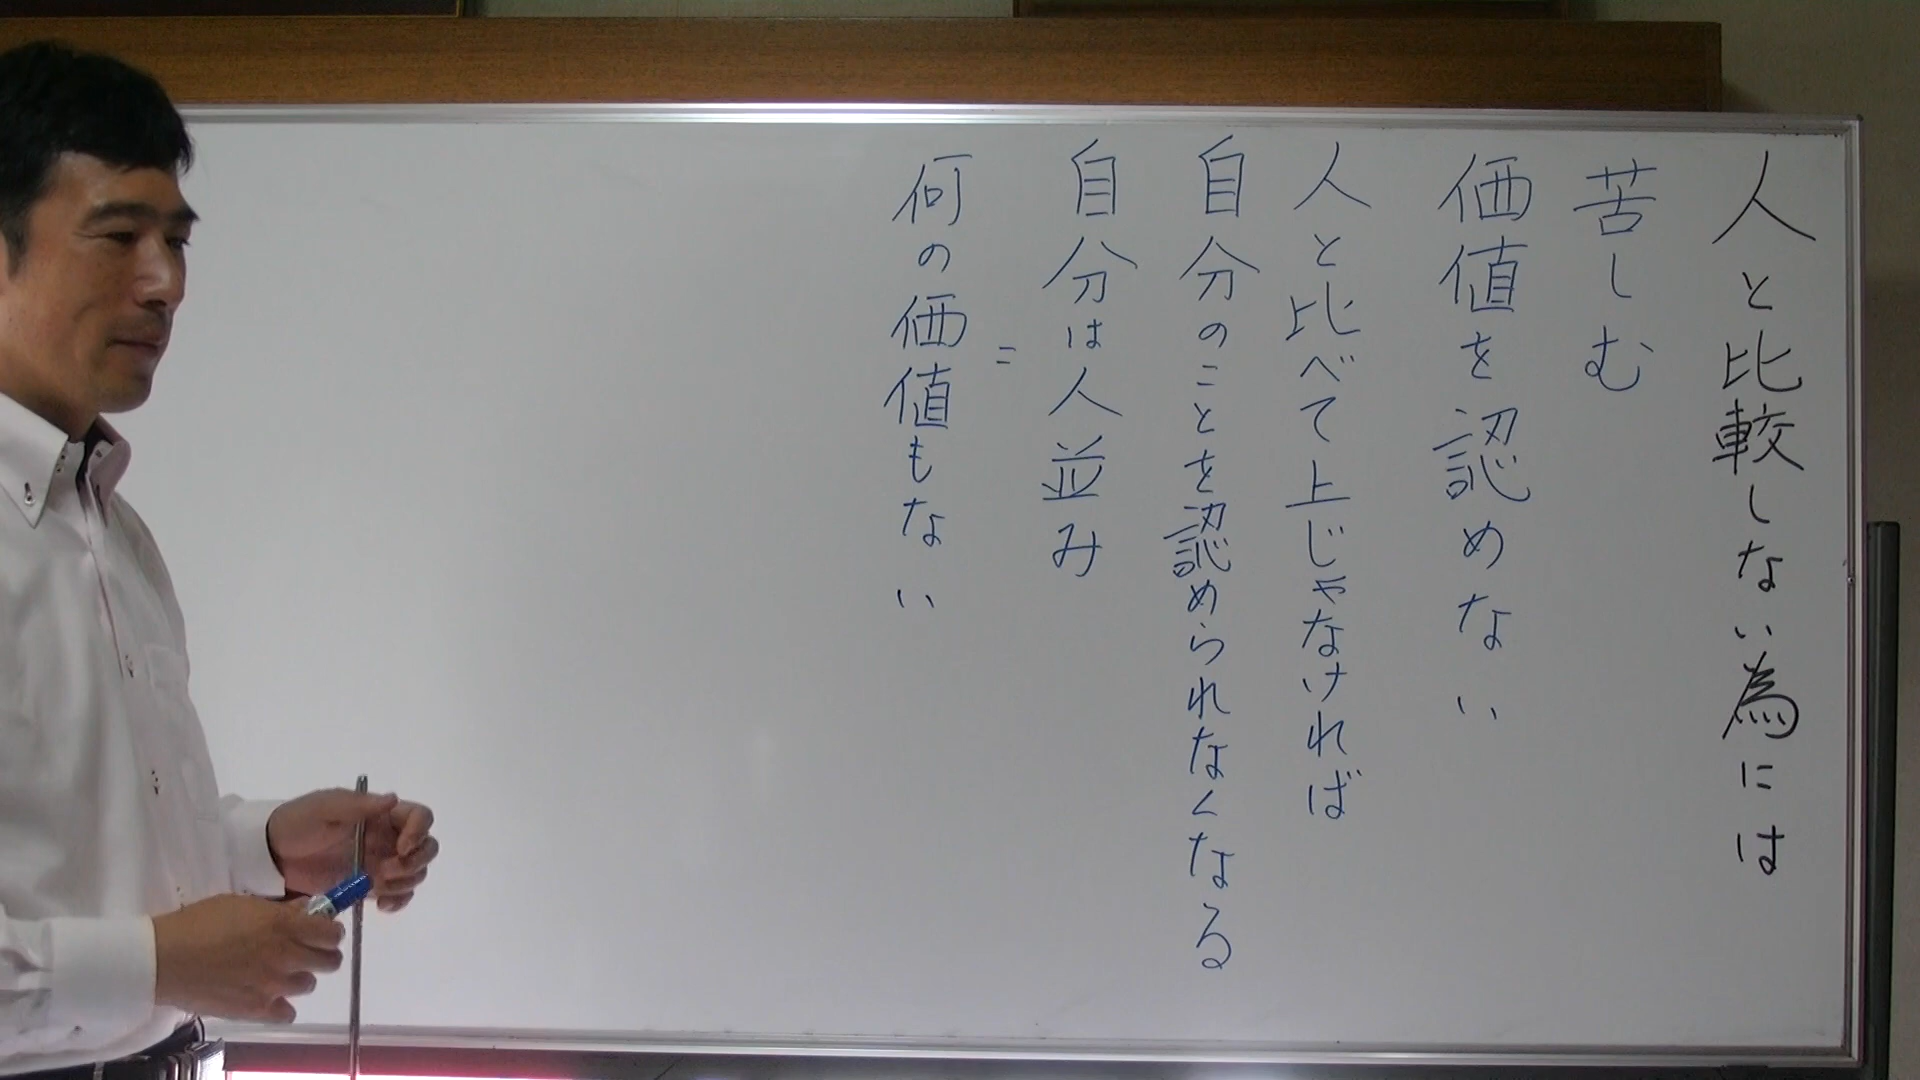 人と比較しない為には
苦しむ
価値を認めない
人と比べて上じゃなければ
自分のことを認められなくなる
自分は人並み
=
何の価値もない